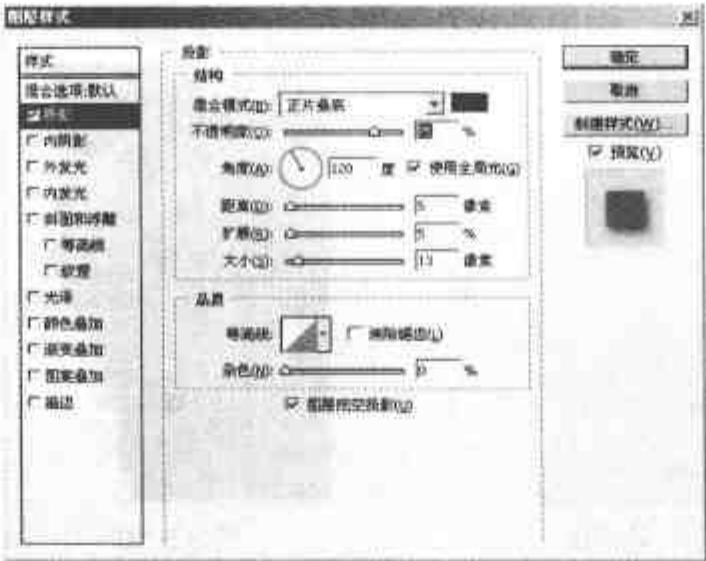 图层样式
样式
混合选项:默认
投影
内阴影
外发光
内发光
斜面和浮雕
等高线
纹理
光泽
颜色叠加
渐变叠加
图案叠加
描边
投影
结构
混合模式(B): 正片叠底
不透明度(O): %
角度(A): 120 度 使用全局光(G)
距离(D): 5 像素
扩展(R): %
大小(S): 13 像素
品质
等高线: 消除锯齿(L)
杂色(N): 0 %
图层挖空投影(U)
确定
取消
新建样式(W)...
预览(V)